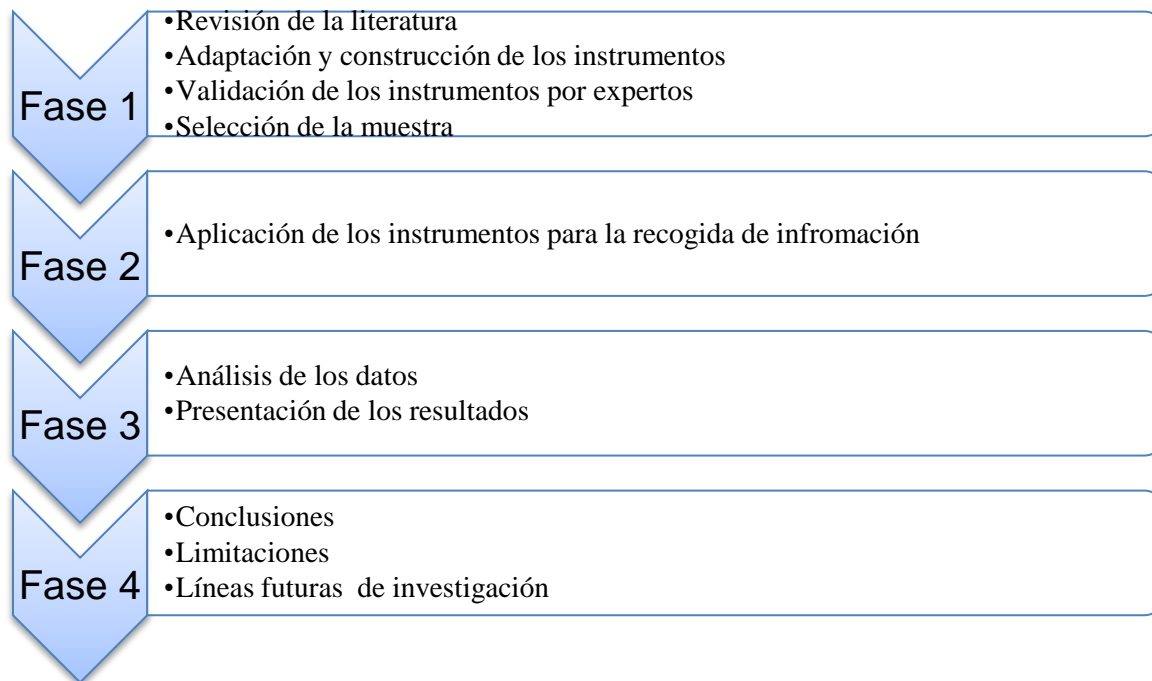 Fase 1
•Revisión de la literatura
•Adaptación y construcción de los instrumentos
•Validación de los instrumentos por expertos
•Selección de la muestra
Fase 2
•Aplicación de los instrumentos para la recogida de infromación
Fase 3
•Análisis de los datos
•Presentación de los resultados
Fase 4
•Conclusiones
•Limitaciones
•Líneas futuras  de investigación